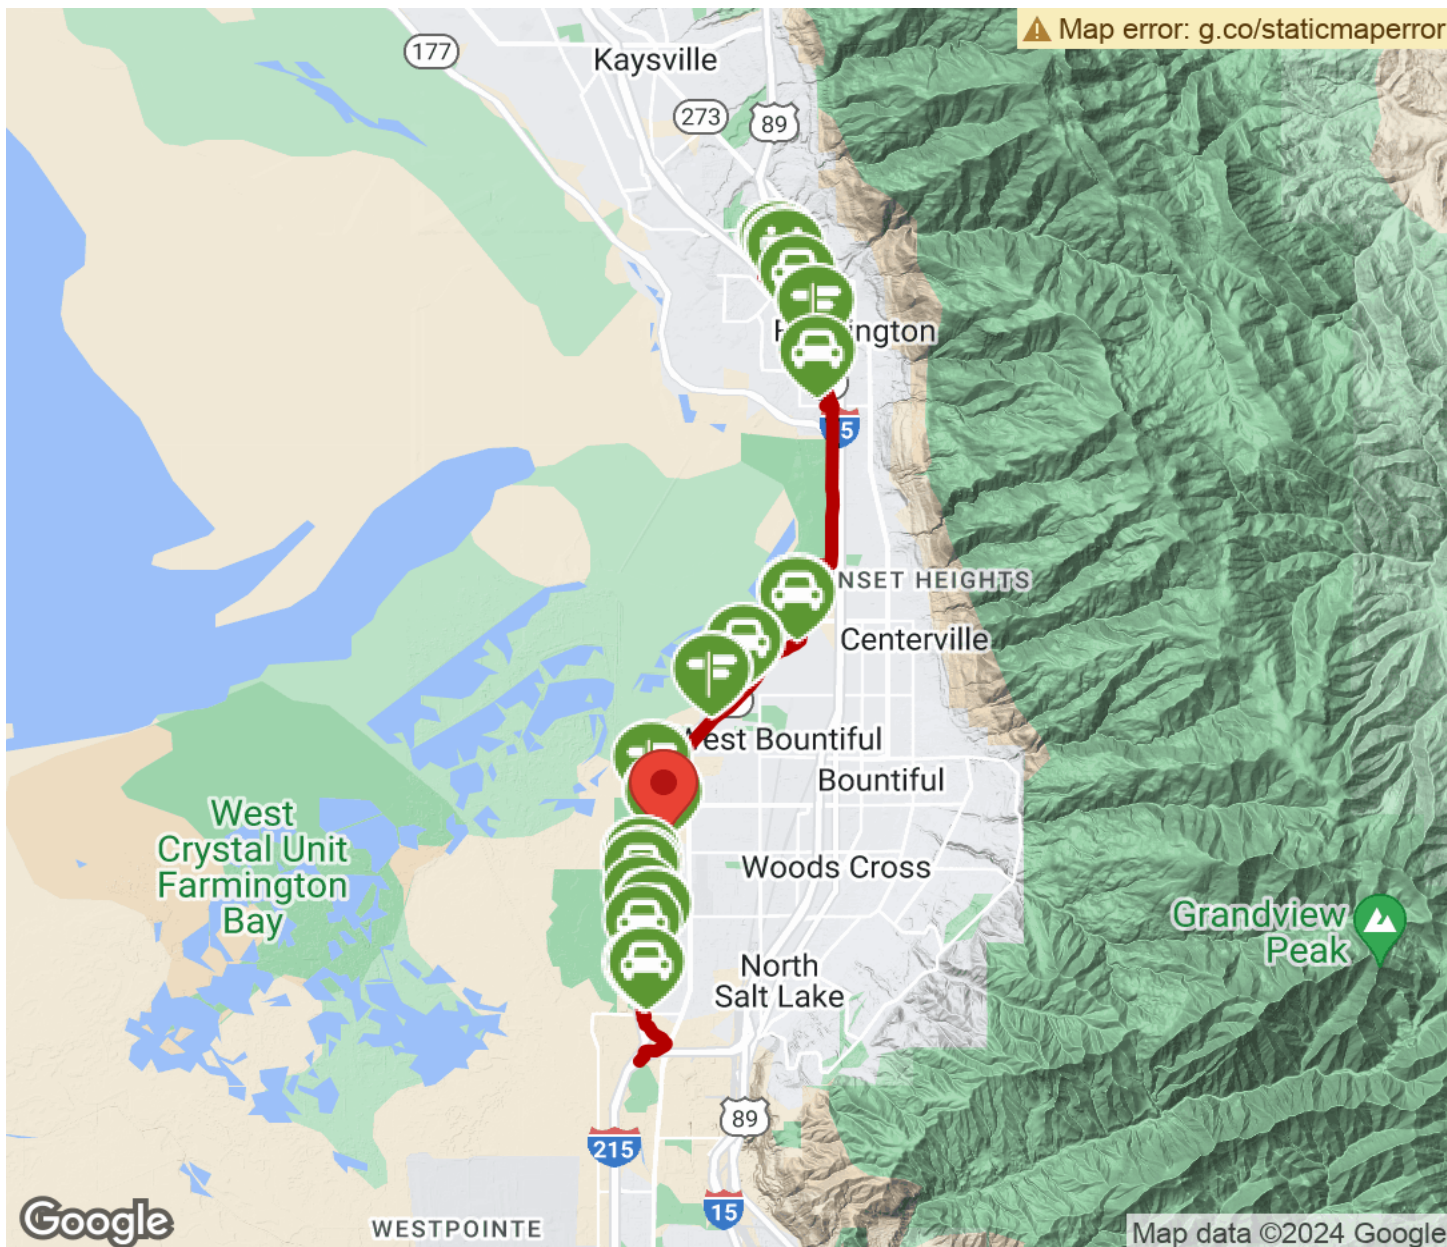 Map error: g.co/staticmaperror
177
Kaysville
273
89
ington
5
NSET HEIGHTS
Centerville
est Bountiful
Bountiful
West
Crystal Unit
Farmington
Bay
Woods Cross
Grandview
Peak
North
Salt Lake
89
215
15
Google
WESTPOINTE
Map data ©2024 Google